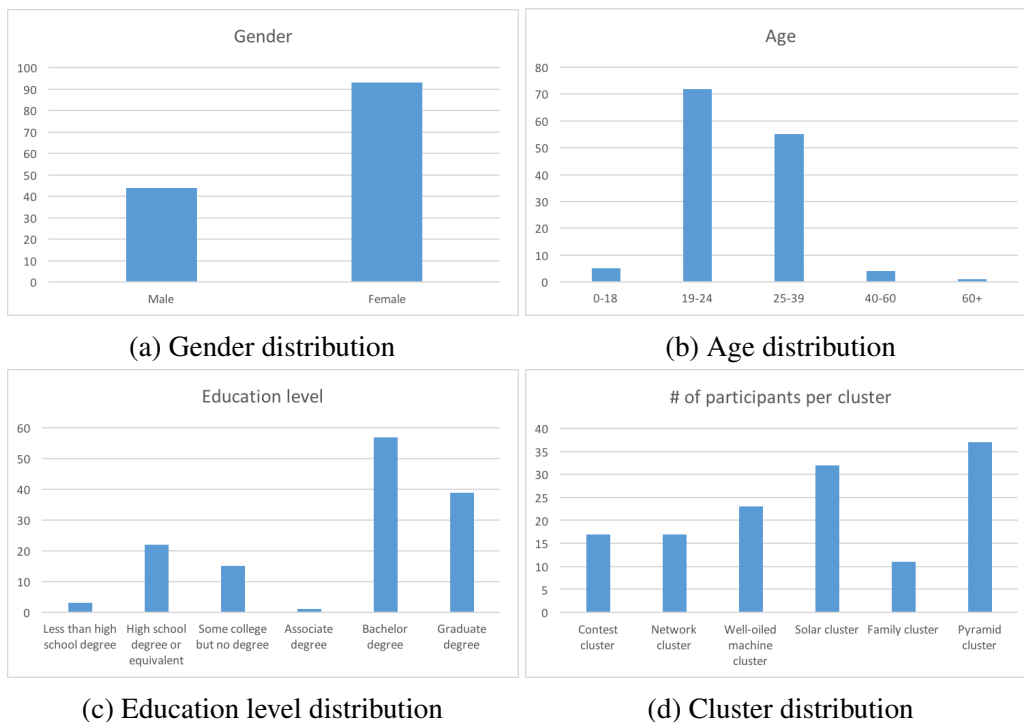 Gender
100
90
80
70
60
50
40
30
20
10
0
Male Female
(a) Gender distribution
Age
80
70
60
50
40
30
20
10
0
0-18 19-24 25-39 40-60 60+
(b) Age distribution
Education level
60
50
40
30
20
10
0
Less than high school degree
High school degree or equivalent
Some college but no degree
Associate degree
Bachelor degree
Graduate degree
(c) Education level distribution
# of participants per cluster
40
35
30
25
20
15
10
5
0
Contest cluster
Network cluster
Well-oiled machine cluster
Solar cluster
Family cluster
Pyramid cluster
(d) Cluster distribution